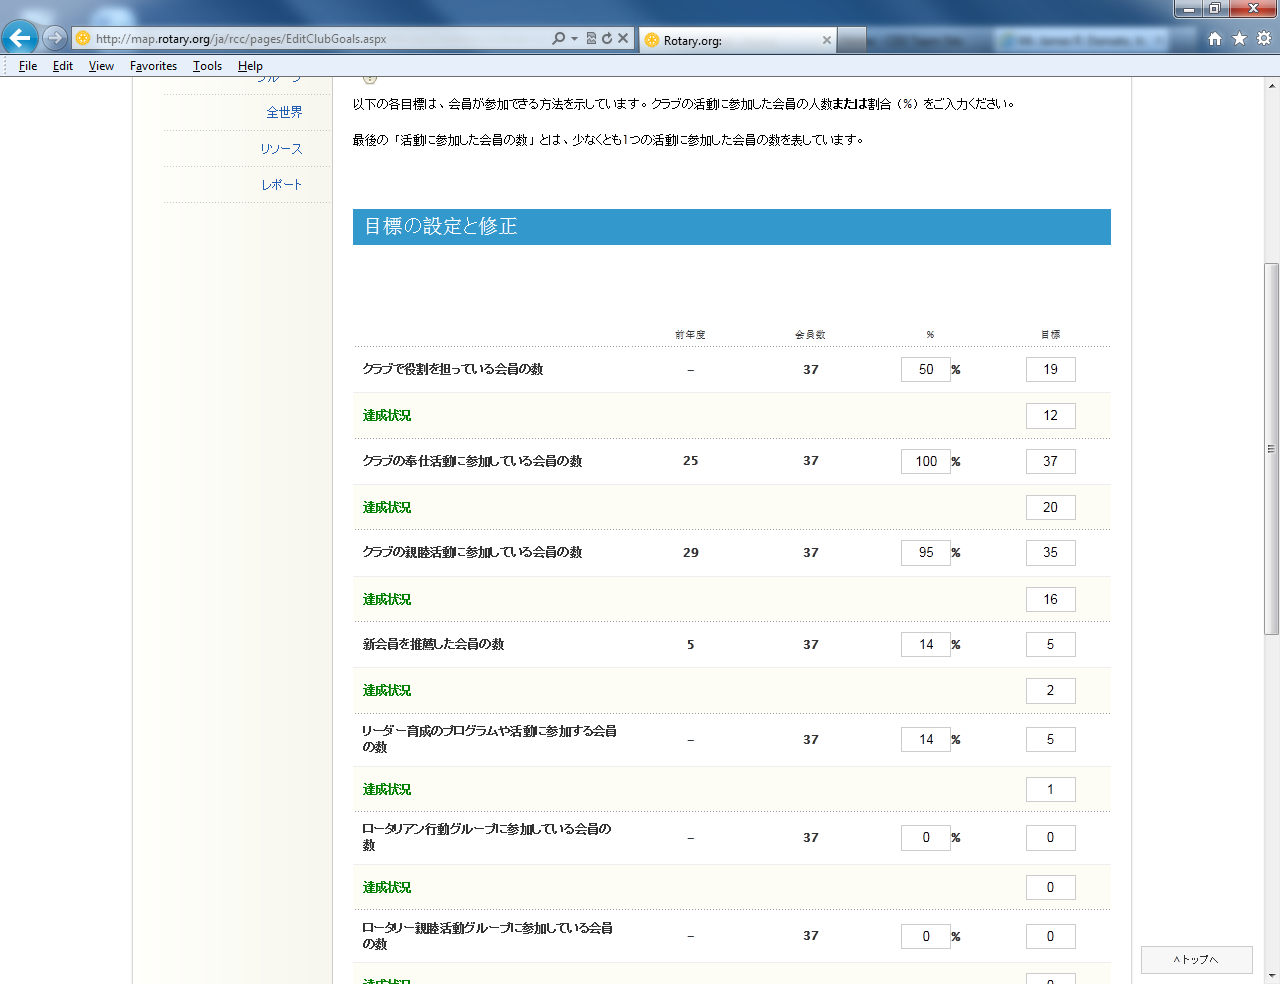 http://map.rotary.org/ja/rcc/pages/EditClubGoals.aspx
Rotary.org:
File Edit View Favorites Tools Help
グループ
全世界
リソース
レポート
以下の各目標は、会員が参加できる方法を示しています。クラブの活動に参加した会員の人数または割合（%）をご入力ください。
最後の「活動に参加した会員の数」とは、少なくとも1つの活動に参加した会員の数を表しています。
目標の設定と修正
前年度 会員数 % 目標
クラブで役割を担っている会員の数 – 37 50 % 19
達成状況 12
クラブの奉仕活動に参加している会員の数 25 37 100 % 37
達成状況 20
クラブの親睦活動に参加している会員の数 29 37 95 % 35
達成状況 16
新会員を推薦した会員の数 5 37 14 % 5
達成状況 2
リーダー育成のプログラムや活動に参加する会員
の数 – 37 14 % 5
達成状況 1
ロータリアン行動グループに参加している会員の
数 – 37 0 % 0
達成状況 0
ロータリー親睦活動グループに参加している会員
の数 – 37 0 % 0
達成状況 0
^トップへ